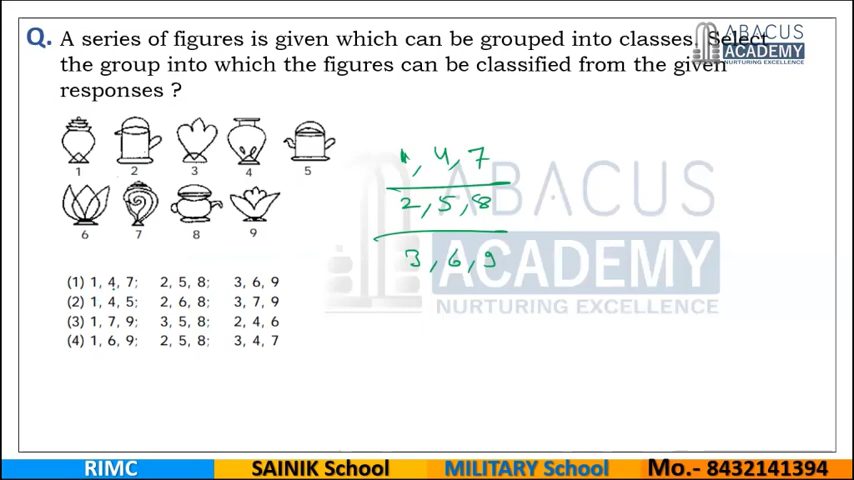 Q. A series of figures is given which can be grouped into classes. Select
the group into which the figures can be classified from the given
responses ?
ABACUS
ACADEMY
NURTURING EXCELLENCE
1 2 3 4 5
6 7 8 9
1, 4, 7
2, 5, 8
3, 6, 9
ABACUS
ACADEMY
NURTURING EXCELLENCE
(1) 1, 4, 7; 2, 5, 8; 3, 6, 9
(2) 1, 4, 5; 2, 6, 8; 3, 7, 9
(3) 1, 7, 9; 3, 5, 8; 2, 4, 6
(4) 1, 6, 9; 2, 5, 8; 3, 4, 7
RIMC SAINIK School MILITARY School Mo.- 8432141394